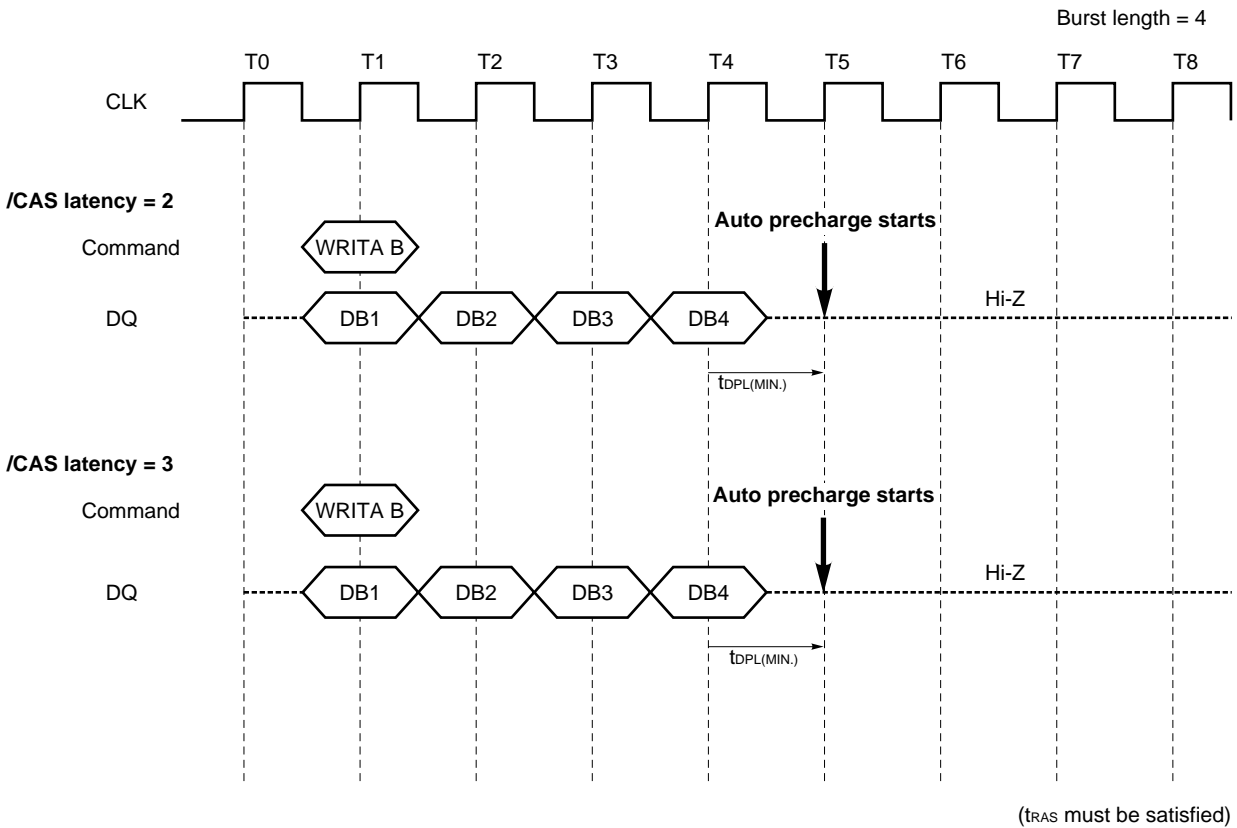 Burst length = 4
T0 T1 T2 T3 T4 T5 T6 T7 T8
CLK
/CAS latency = 2
Auto precharge starts
Command WRITA B
Hi-Z
DQ DB1 DB2 DB3 DB4
tDPL(MIN.)
/CAS latency = 3
Auto precharge starts
Command WRITA B
Hi-Z
DQ DB1 DB2 DB3 DB4
tDPL(MIN.)
(tRAS must be satisfied)